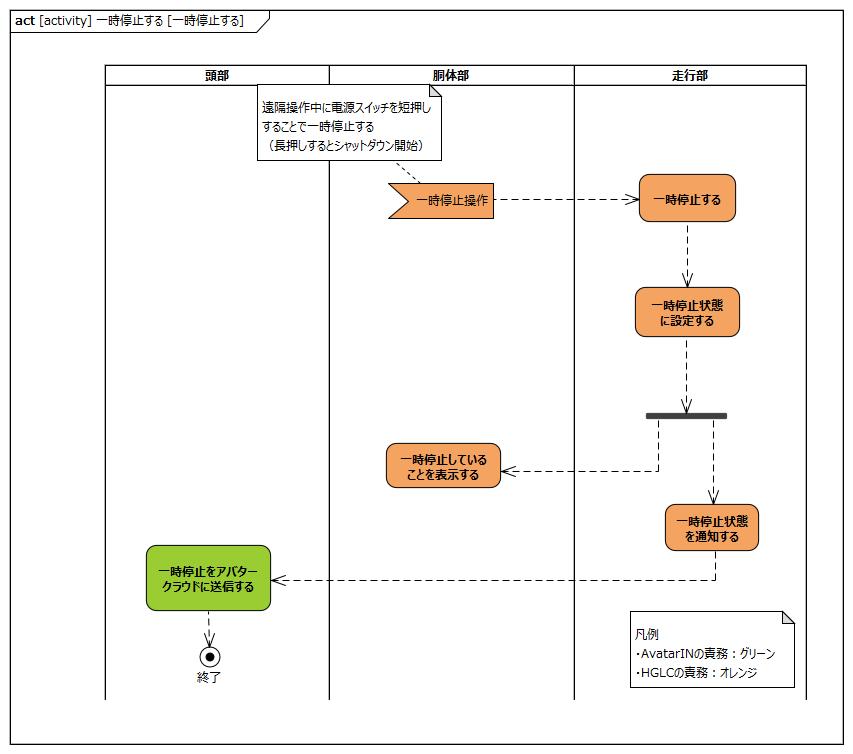 act [activity] 一時停止する [一時停止する]
頭部
胴体部
走行部
遠隔操作中に電源スイッチを短押し
することで一時停止する
（長押しするとシャットダウン開始）
一時停止操作
一時停止する
一時停止状態
に設定する
一時停止している
ことを表示する
一時停止状態
を通知する
一時停止をアバター
クラウドに送信する
終了
凡例
・AvatarINの責務：グリーン
・HGLCの責務：オレンジ